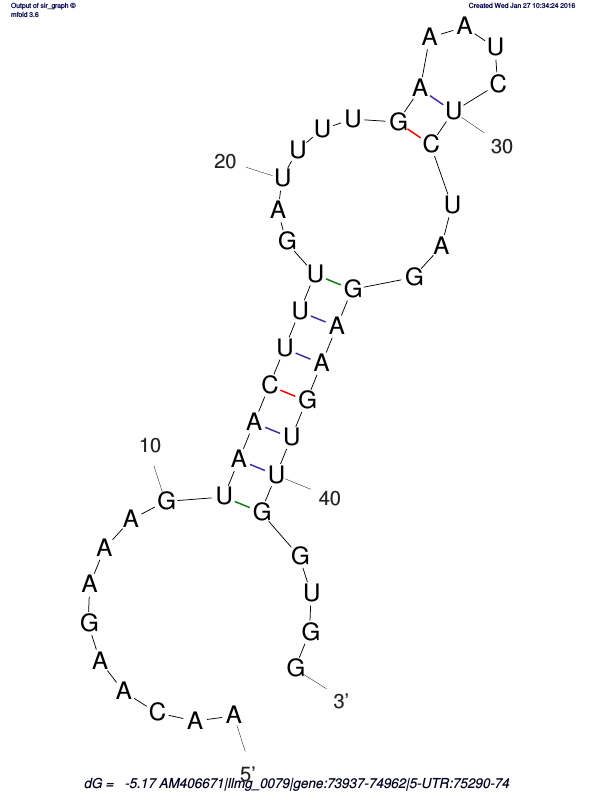 Output of sir_graph ©
mfold 3.6
Created Wed Jan 27 10:34:24 2016
A
A U
A C
A U
U U U G C 30
U
20 U U
A A
G G
U G
U A
U A
C G
A U
10 A U 40
A G U G
A G
A U
G G
A G
A C A A 3’
5’
dG = -5.17 AM406671|llmg_0079|gene:73937-74962|5-UTR:75290-74